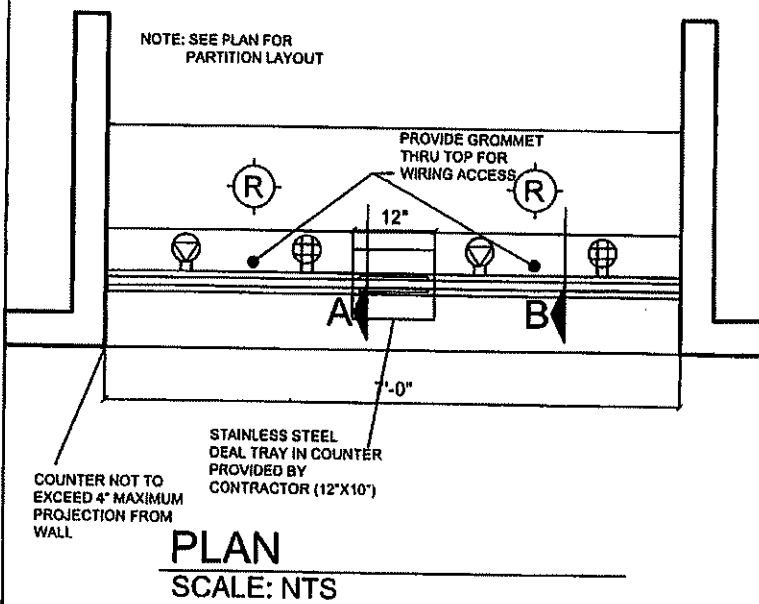 NOTE: SEE PLAN FOR
PARTITION LAYOUT
PROVIDE GROMMET
THRU TOP FOR
WIRING ACCESS
R
R
12"
A
B
7'-0"
STAINLESS STEEL
DEAL TRAY IN COUNTER
PROVIDED BY
CONTRACTOR (12"X10")
COUNTER NOT TO
EXCEED 4" MAXIMUM
PROJECTION FROM
WALL
PLAN
SCALE: NTS